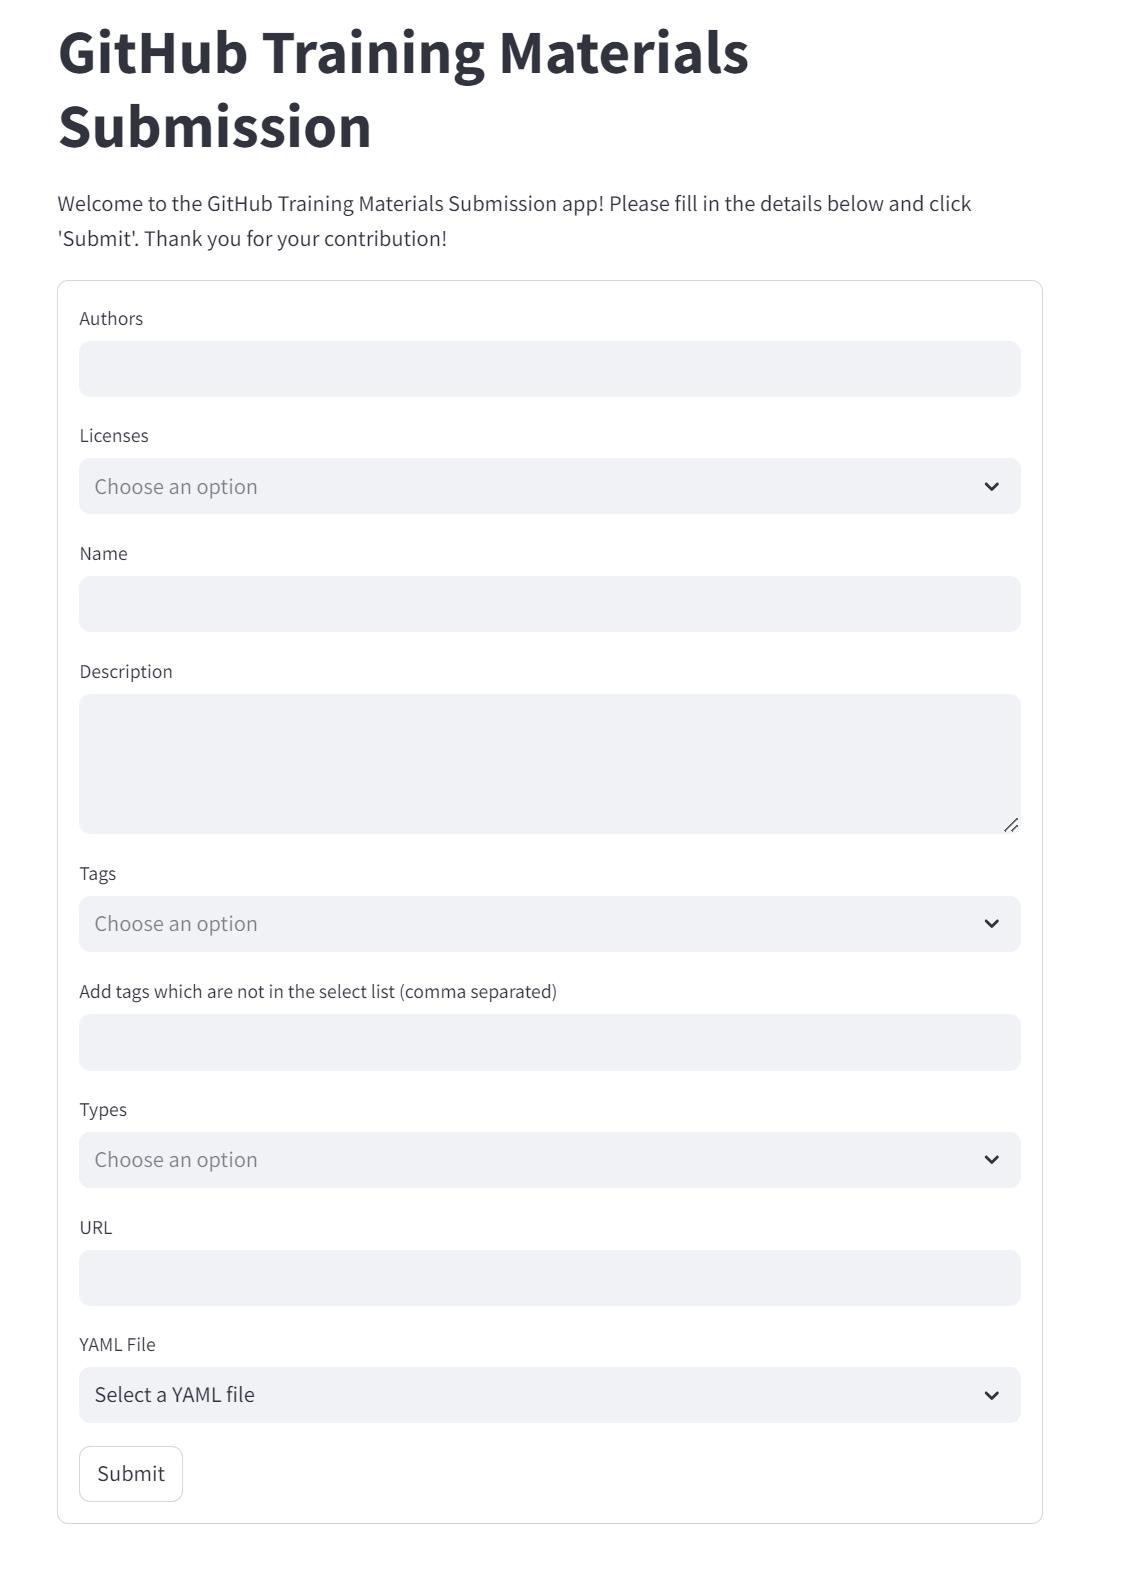 GitHub Training Materials
Submission
Welcome to the GitHub Training Materials Submission app! Please fill in the details below and click
'Submit'. Thank you for your contribution!
Authors
Licenses
Choose an option
Name
Description
Tags
Choose an option
Add tags which are not in the select list (comma separated)
Types
Choose an option
URL
YAML File
Select a YAML file
Submit